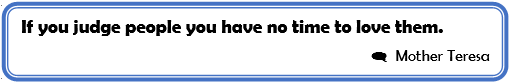 If you judge people you have no time to love them.
Mother Teresa